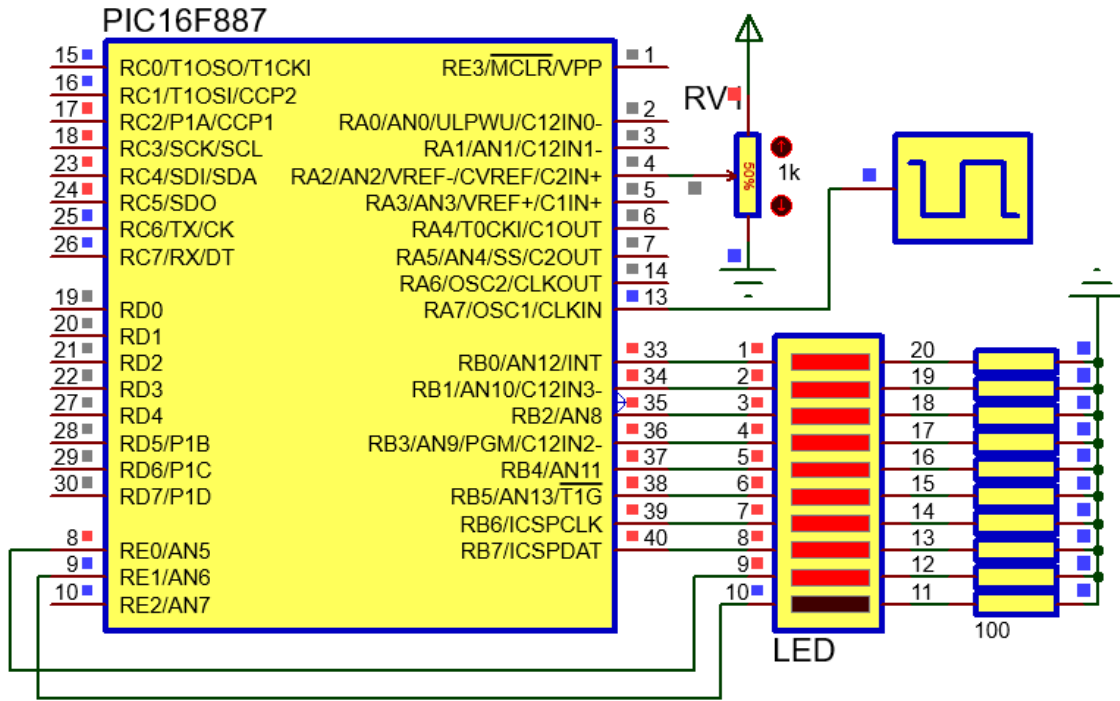 PIC16F887
15 RC0/T1OSO/T1CKI
16 RC1/T1OSI/CCP2
17 RC2/P1A/CCP1
18 RC3/SCK/SCL
23 RC4/SDI/SDA
24 RC5/SDO
25 RC6/TX/CK
26 RC7/RX/DT
19 RD0
20 RD1
21 RD2
22 RD3
27 RD4
28 RD5/P1B
29 RD6/P1C
30 RD7/P1D
8 RE0/AN5
9 RE1/AN6
10 RE2/AN7
RE3/MCLR/VPP 1
RA0/AN0/ULPWU/C12IN0- 2
RA1/AN1/C12IN1- 3
RA2/AN2/VREF-/CVREF/C2IN+ 4
RA3/AN3/VREF+/C1IN+ 5
RA4/T0CKI/C1OUT 6
RA5/AN4/SS/C2OUT 7
RA6/OSC2/CLKOUT 14
RA7/OSC1/CLKIN 13
RB0/AN12/INT 33
RB1/AN10/C12IN3- 34
RB2/AN8 35
RB3/AN9/PGM/C12IN2- 36
RB4/AN11 37
RB5/AN13/T1G 38
RB6/ICSPCLK 39
RB7/ICSPDAT 40
RV1
50%
1k
1 20
2 19
3 18
4 17
5 16
6 15
7 14
8 13
9 12
10 11
LED
100